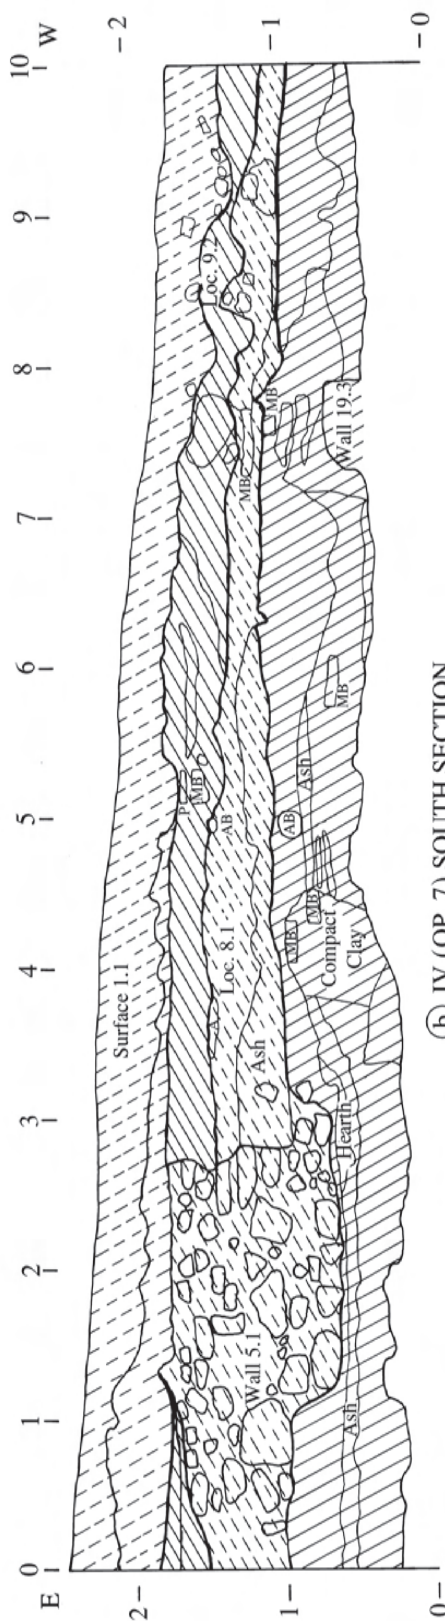 0 1 2 3 4 5 6 7 8 9 10
E W
2- - 2
1- - 1
0- -0
Surface 1.1
Loc. 9.2
P
MB
AB
A
Loc. 8.1
MB
Wall 5.1
Ash
MB
AB
MB
MB
Ash
MB
Wall 19.3
Compact
Clay
Hearth
Ash
(b) IV (OP. 7) SOUTH SECTION